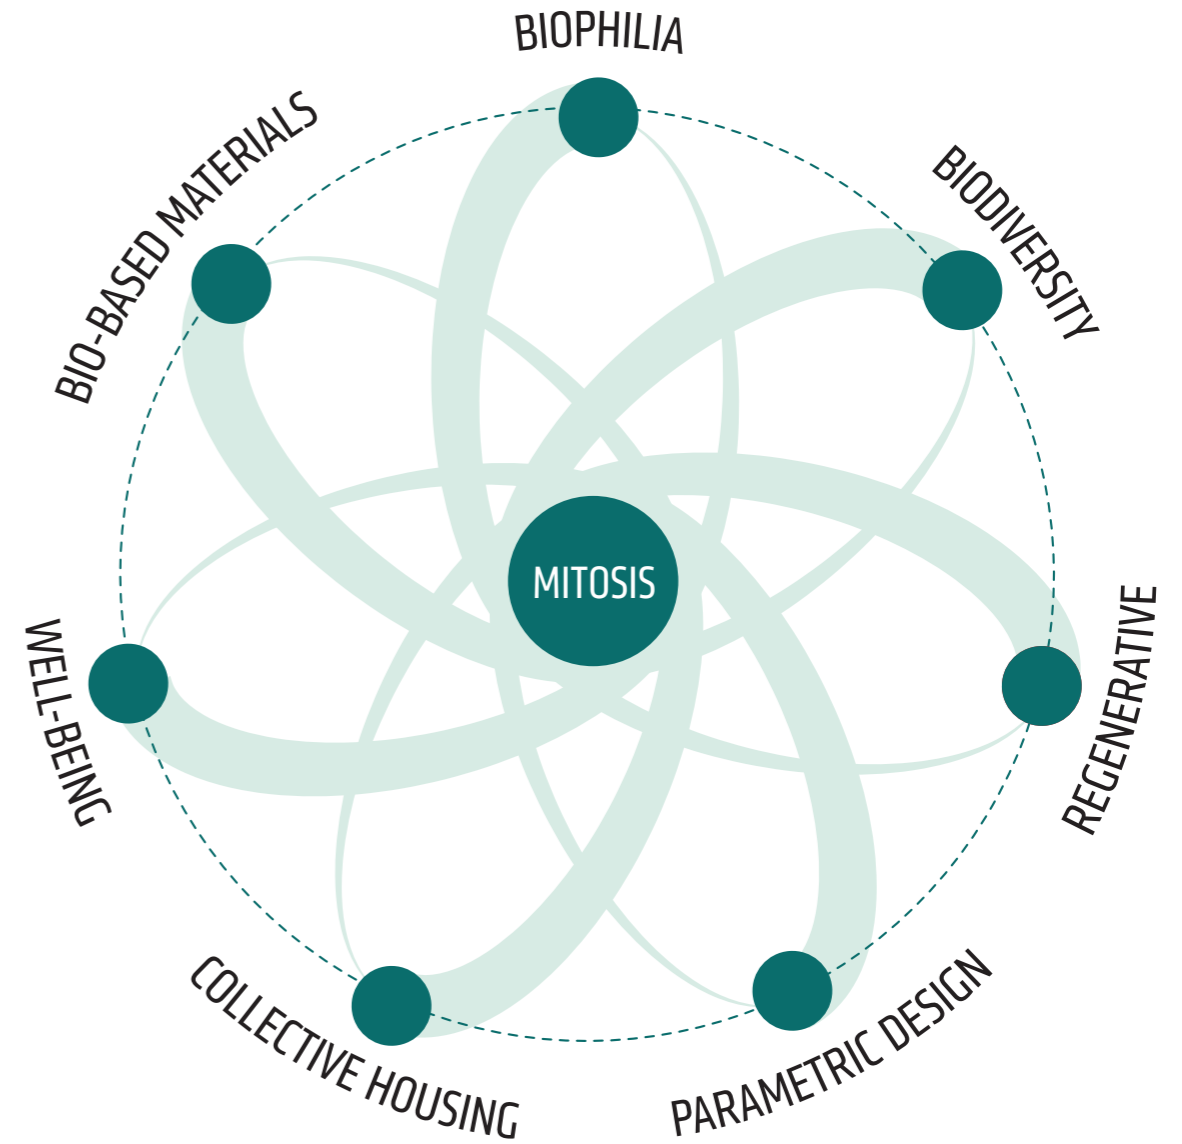 BIOPHILIA
BIODIVERSITY
REGENERATIVE
PARAMETRIC DESIGN
COLLECTIVE HOUSING
WELL-BEING
BIO-BASED MATERIALS
MITOSIS